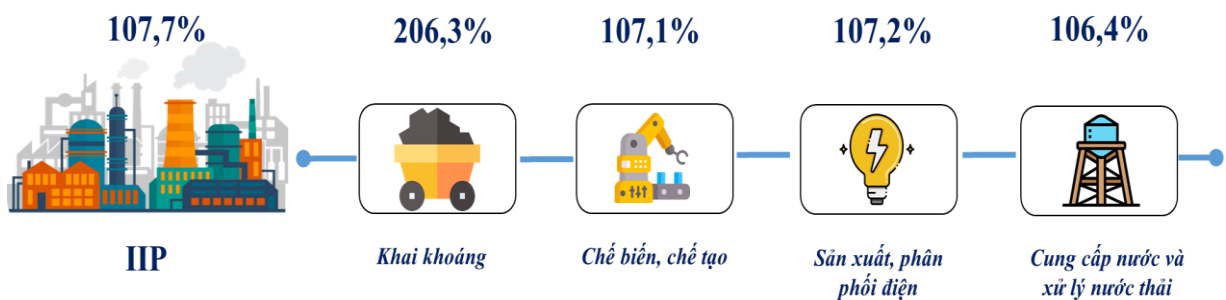 107,7%
206,3%
107,1%
107,2%
106,4%
IIP
Khai khoáng
Chế biến, chế tạo
Sản xuất, phân
phối điện
Cung cấp nước và
xử lý nước thải